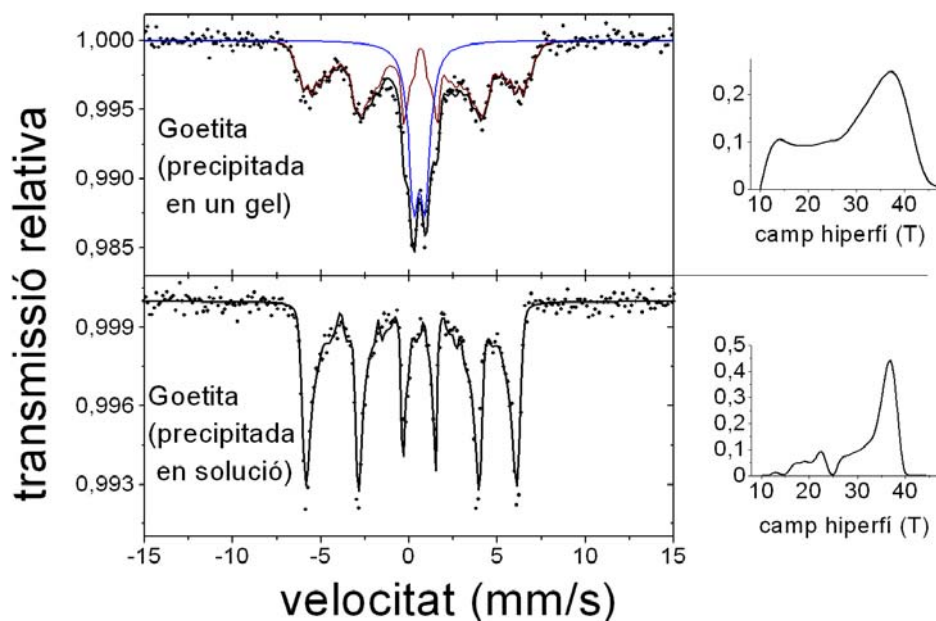 transmissió relativa
1,000
0,995
0,990
0,985
Goetita
(precipitada
en un gel)
0,2
0,1
0
10 20 30 40
camp hiperfí (T)
0,999
0,996
0,993
Goetita
(precipitada
en solució)
-15 -10 -5 0 5 10 15
velocitat (mm/s)
0,5
0,4
0,3
0,2
0,1
0
10 20 30 40
camp hiperfí (T)